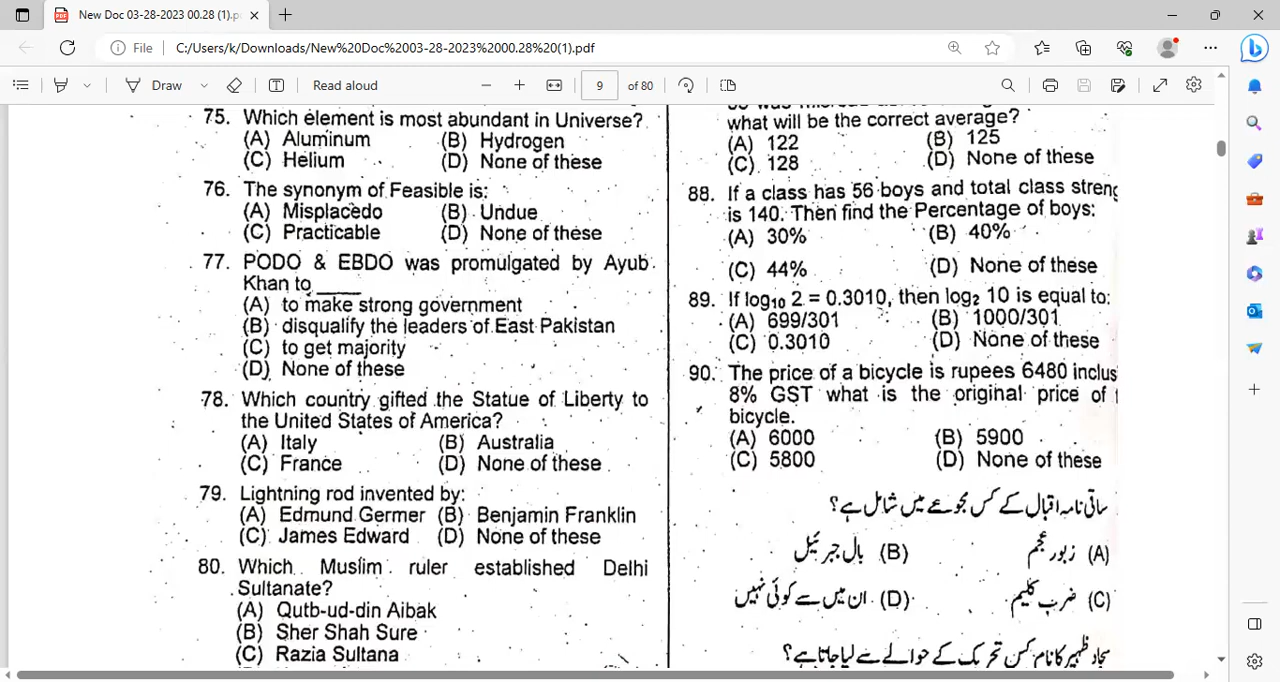 New Doc 03-28-2023 00.28 (1).p
File
C:/Users/k/Downloads/New%20Doc%2003-28-2023%2000.28%20(1).pdf
Draw
Read aloud
9
of 80
75. Which element is most abundant in Universe?
(A) Aluminum (B) Hydrogen
(C) Helium (D) None of these
76. The synonym of Feasible is:
(A) Misplacedo (B) Undue
(C) Practicable (D) None of these
77. PODO & EBDO was promulgated by Ayub
Khan to ____
(A) to make strong government
(B) disqualify the leaders of East Pakistan
(C) to get majority
(D) None of these
78. Which country gifted the Statue of Liberty to
the United States of America?
(A) Italy (B) Australia
(C) France (D) None of these
79. Lightning rod invented by:
(A) Edmund Germer (B) Benjamin Franklin
(C) James Edward (D) None of these
80. Which Muslim ruler established Delhi
Sultanate?
(A) Qutb-ud-din Aibak
(B) Sher Shah Sure
(C) Razia Sultana
what will be the correct average?
(A) 122 (B) 125
(C) 128 (D) None of these
88. If a class has 56 boys and total class streng
is 140. Then find the Percentage of boys:
(A) 30% (B) 40%
(C) 44% (D) None of these
89. If log₁₀ 2 = 0.3010, then log₂ 10 is equal to:
(A) 699/301 (B) 1000/301
(C) 0.3010 (D) None of these
90. The price of a bicycle is rupees 6480 inclus
8% GST what is the original price of
bicycle.
(A) 6000 (B) 5900
(C) 5800 (D) None of these
ساقی نامہ اقبال کے کس مجموعے میں شامل ہے؟
(A) زبور عجم (B) بال جبرئیل
(C) ضرب کلیم (D) ان میں سے کوئی نہیں
سجاد ظہیر کا نام کس تحریک کے حوالے سے لیا جاتا ہے؟